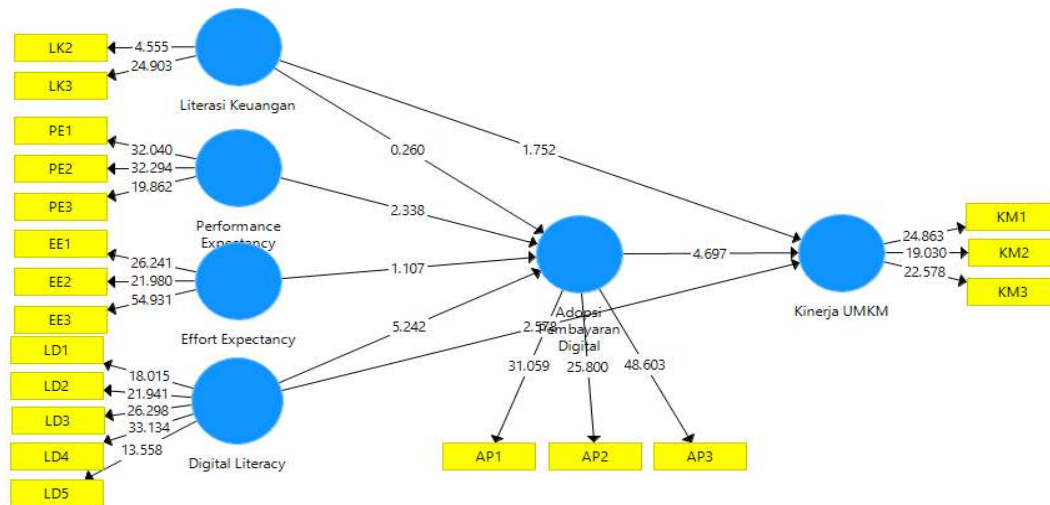 LK2
4.555
LK3
24.903
Literasi Keuangan
PE1
32.040
PE2
32.294
PE3
19.862
Performance
Expectancy
EE1
26.241
EE2
21.980
EE3
54.931
Effort Expectancy
LD1
18.015
LD2
21.941
LD3
26.298
LD4
33.134
LD5
13.558
Digital Literacy
0.260
1.752
2.338
1.107
5.242
2.578
4.697
Adopsi
Pembayaran
Digital
31.059
25.800
48.603
AP1
AP2
AP3
Kinerja UMKM
24.863
KM1
19.030
KM2
22.578
KM3